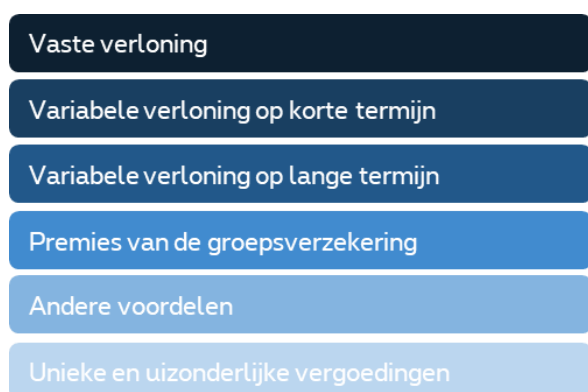 Vaste verloning
Variabele verloning op korte termijn
Variabele verloning op lange termijn
Premies van de groepsverzekering
Andere voordelen
Unieke en uizonderlijke vergoedingen